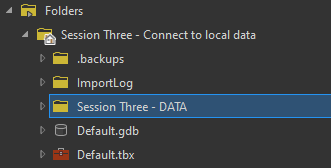 Folders
Session Three - Connect to local data
.backups
ImportLog
Session Three - DATA
Default.gdb
Default.tbx